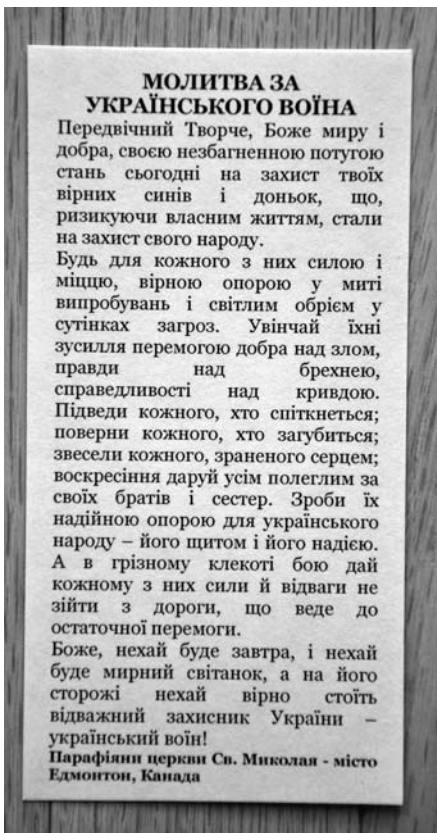 МОЛИТВА ЗА
УКРАЇНСЬКОГО ВОЇНА
Передвічний Творче, Боже миру і
добра, своєю незбагненною потугою
стань сьогодні на захист твоїх
вірних синів і доньок, що,
ризикуючи власним життям, стали
на захист свого народу.
Будь для кожного з них силою і
міццю, вірною опорою у миті
випробувань і світлим обрієм у
сутінках загроз. Увінчай їхні
зусилля перемогою добра над злом,
правди над брехнею,
справедливості над кривдою.
Підведи кожного, хто спіткнеться;
поверни кожного, хто загубиться;
звесели кожного, зраненого серцем;
воскресіння даруй усім полеглим за
своїх братів і сестер. Зроби їх
надійною опорою для українського
народу – його щитом і його надією.
А в грізному клекоті бою дай
кожному з них сили й відваги не
зійти з дороги, що веде до
остаточної перемоги.
Боже, нехай буде завтра, і нехай
буде мирний світанок, а на його
сторожі нехай вірно стоїть
відважний захисник України –
український воїн!
Парафіяни церкви Св. Миколая - місто
Едмонтон, Канада